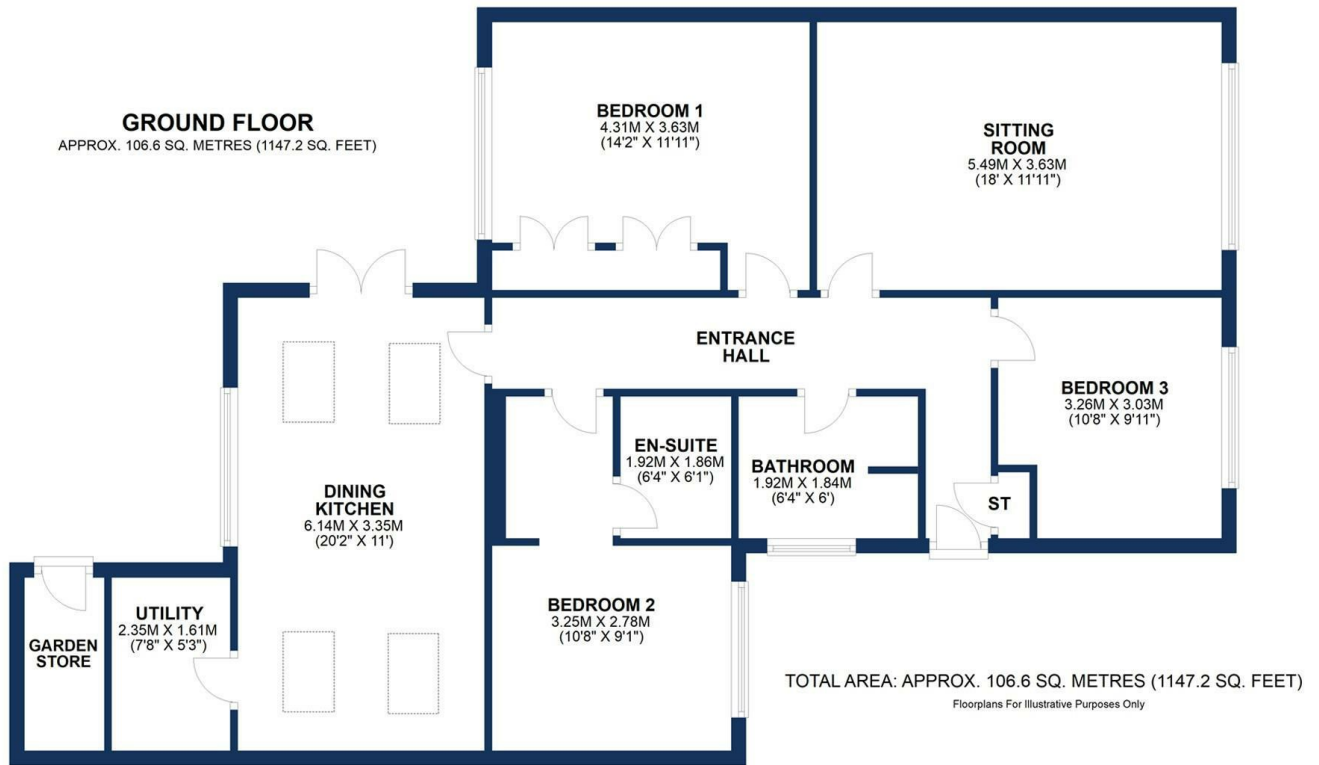 GROUND FLOOR
APPROX. 106.6 SQ. METRES (1147.2 SQ. FEET)
BEDROOM 1
4.31M X 3.63M
(14'2" X 11'11")
SITTING
ROOM
5.49M X 3.63M
(18' X 11'11")
ENTRANCE
HALL
BEDROOM 3
3.26M X 3.03M
(10'8" X 9'11")
EN-SUITE
1.92M X 1.86M
(6'4" X 6'1")
BATHROOM
1.92M X 1.84M
(6'4" X 6')
DINING
KITCHEN
6.14M X 3.35M
(20'2" X 11')
ST
UTILITY
2.35M X 1.61M
(7'8" X 5'3")
GARDEN
STORE
BEDROOM 2
3.25M X 2.78M
(10'8" X 9'1")
TOTAL AREA: APPROX. 106.6 SQ. METRES (1147.2 SQ. FEET)
Floorplans For Illustrative Purposes Only